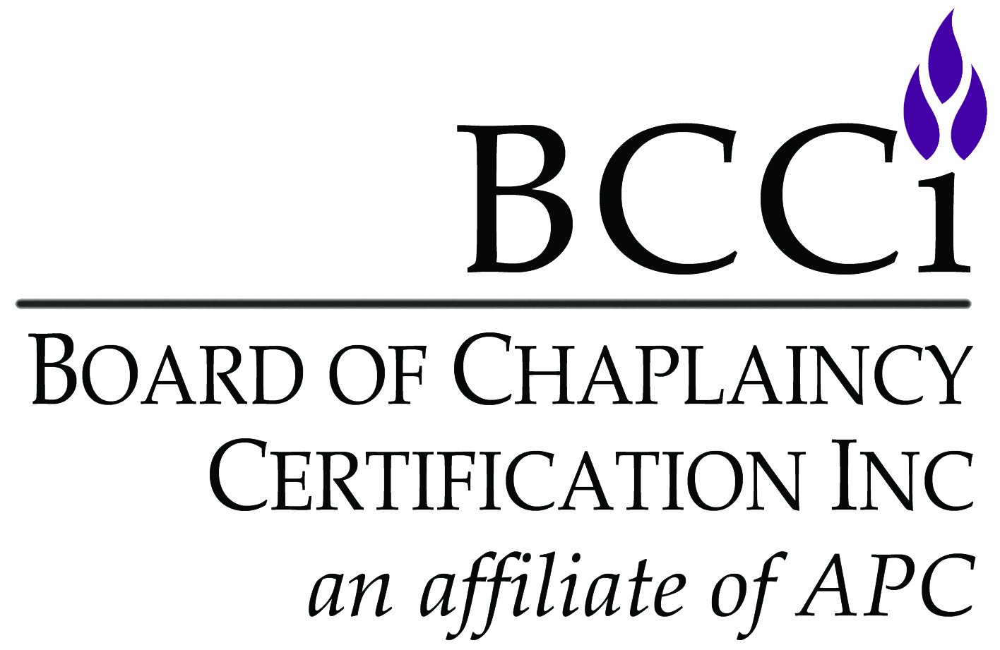 BCCi
BOARD OF CHAPLAINCY
CERTIFICATION INC
an affiliate of APC